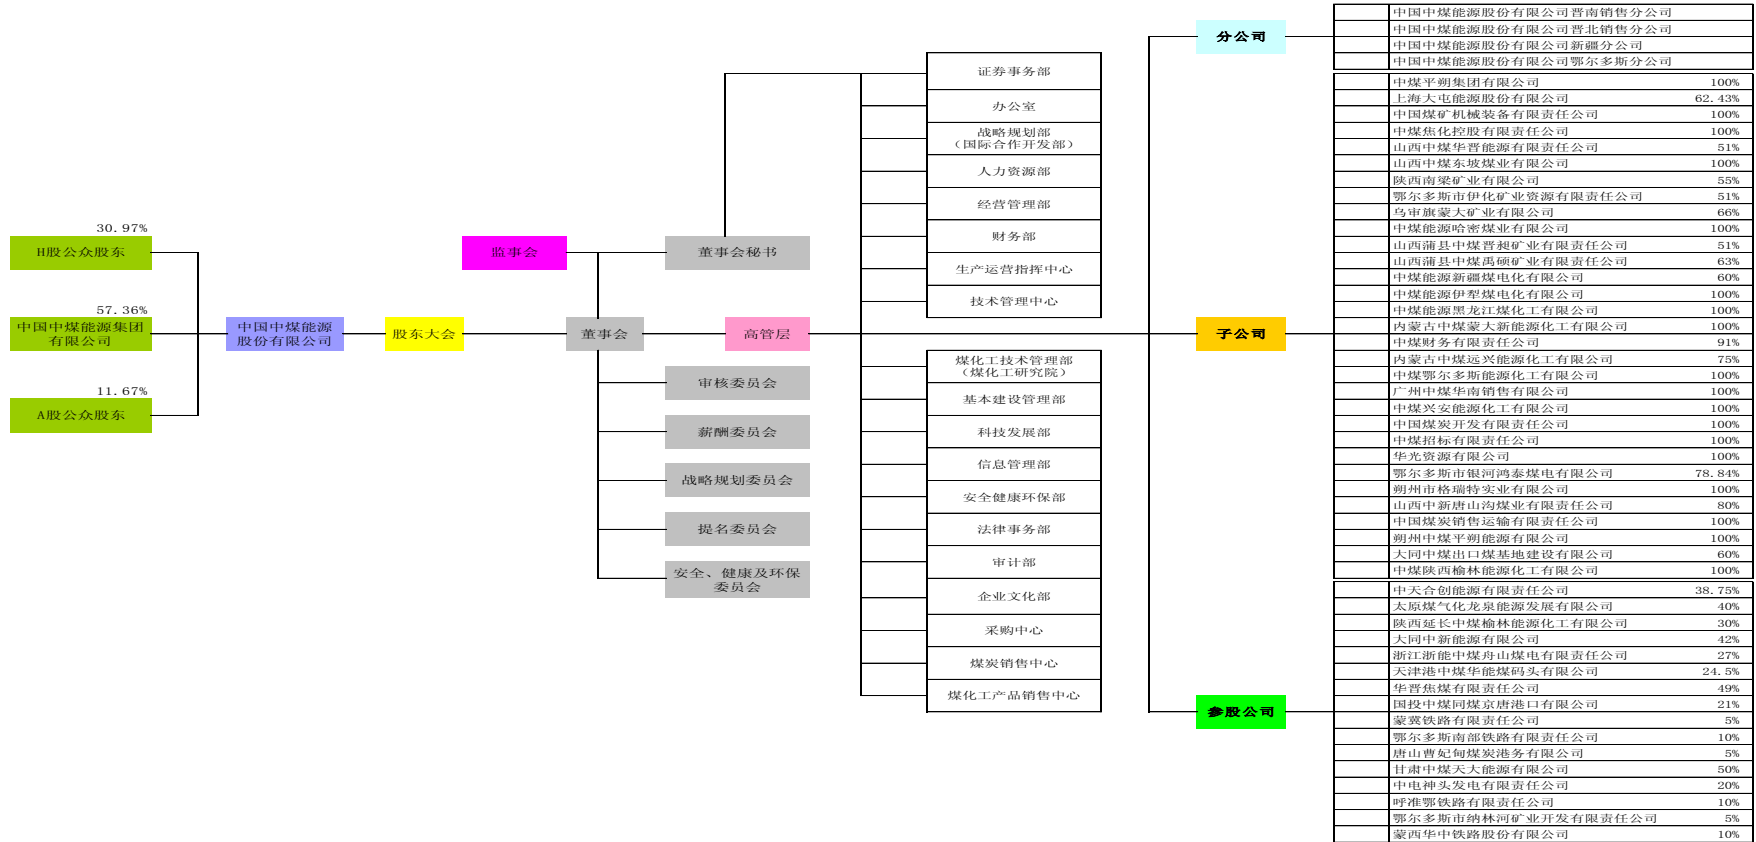 30.97%
H股公众股东
57.36%
中国中煤能源集团
有限公司
11.67%
A股公众股东
中国中煤能源
股份有限公司
股东大会
监事会
董事会
董事会秘书
高管层
审核委员会
薪酬委员会
战略规划委员会
提名委员会
安全、健康及环保
委员会
证券事务部
办公室
战略规划部
（国际合作开发部）
人力资源部
经营管理部
财务部
生产运营指挥中心
技术管理中心
煤化工技术管理部
（煤化工研究院）
基本建设管理部
科技发展部
信息管理部
安全健康环保部
法律事务部
审计部
企业文化部
采购中心
煤炭销售中心
煤化工产品销售中心
分公司
中国中煤能源股份有限公司晋南销售分公司
中国中煤能源股份有限公司晋北销售分公司
中国中煤能源股份有限公司新疆分公司
中国中煤能源股份有限公司鄂尔多斯分公司
子公司
中煤平朔集团有限公司 100%
上海大屯能源股份有限公司 62.43%
中国煤矿机械装备有限责任公司 100%
中煤焦化控股有限责任公司 100%
山西中煤华晋能源有限责任公司 51%
山西中煤东坡煤业有限公司 100%
陕西南梁矿业有限公司 55%
鄂尔多斯市伊化矿业资源有限责任公司 51%
乌审旗蒙大矿业有限公司 66%
中煤能源哈密煤业有限公司 100%
山西蒲县中煤晋昶矿业有限责任公司 51%
山西蒲县中煤禹硕矿业有限责任公司 63%
中煤能源新疆煤电化有限公司 60%
中煤能源伊犁煤电化有限公司 100%
中煤能源黑龙江煤化工有限公司 100%
内蒙古中煤蒙大新能源化工有限公司 100%
中煤财务有限责任公司 91%
内蒙古中煤远兴能源化工有限公司 75%
中煤鄂尔多斯能源化工有限公司 100%
广州中煤华南销售有限公司 100%
中煤兴安能源化工有限公司 100%
中国煤炭开发有限责任公司 100%
中煤招标有限责任公司 100%
华光资源有限公司 100%
鄂尔多斯市银河鸿泰煤电有限公司 78.84%
朔州市格瑞特实业有限公司 100%
山西中新唐山沟煤业有限责任公司 80%
中国煤炭销售运输有限责任公司 100%
朔州中煤平朔能源有限公司 100%
大同中煤出口煤基地建设有限公司 60%
中煤陕西榆林能源化工有限公司 100%
参股公司
中天合创能源有限责任公司 38.75%
太原煤气化龙泉能源发展有限公司 40%
陕西延长中煤榆林能源化工有限公司 30%
大同中新能源有限公司 42%
浙江浙能中煤舟山煤电有限责任公司 27%
天津港中煤华能煤码头有限公司 24.5%
华晋焦煤有限责任公司 49%
国投中煤同煤京唐港口有限公司 21%
蒙冀铁路有限责任公司 5%
鄂尔多斯南部铁路有限责任公司 10%
唐山曹妃甸煤炭港务有限公司 5%
甘肃中煤天大能源有限公司 50%
中电神头发电有限责任公司 20%
呼准鄂铁路有限责任公司 10%
鄂尔多斯市纳林河矿业开发有限责任公司 5%
蒙西华中铁路股份有限公司 10%